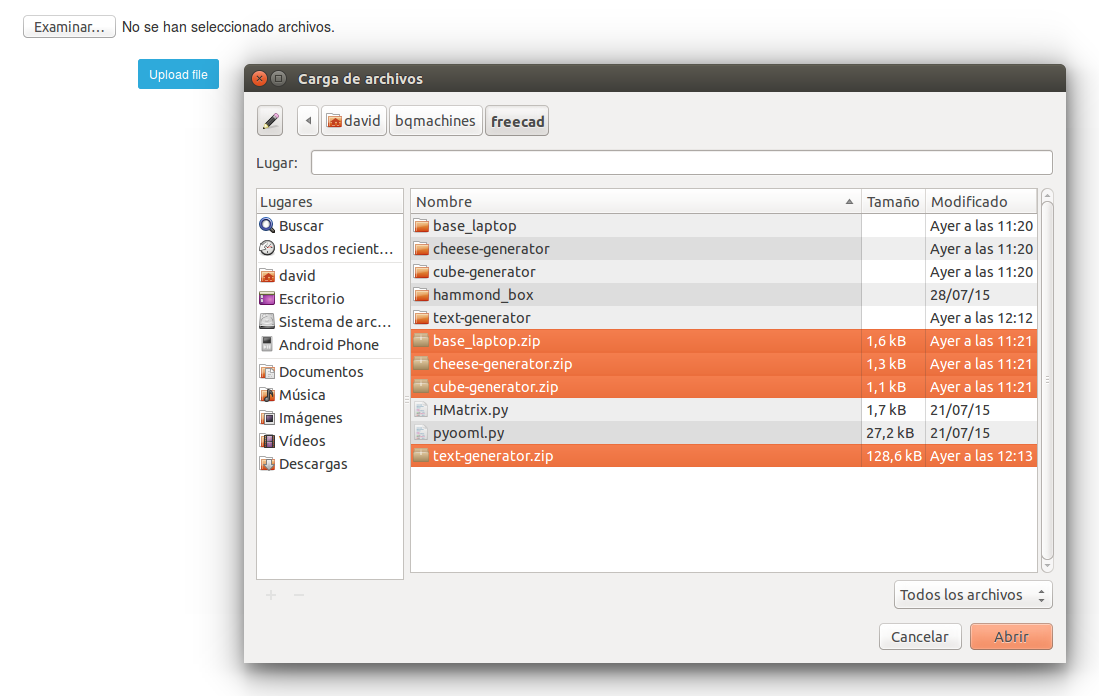 Examinar... No se han seleccionado archivos.
Upload file
Carga de archivos
david bqmachines freecad
Lugar:
Lugares
Buscar
Usados recient...
david
Escritorio
Sistema de arc...
Android Phone
Documentos
Música
Imágenes
Vídeos
Descargas
Nombre Tamaño Modificado
base_laptop Ayer a las 11:20
cheese-generator Ayer a las 11:20
cube-generator Ayer a las 11:20
hammond_box 28/07/15
text-generator Ayer a las 12:12
base_laptop.zip 1,6 kB Ayer a las 11:21
cheese-generator.zip 1,3 kB Ayer a las 11:21
cube-generator.zip 1,1 kB Ayer a las 11:21
HMatrix.py 1,7 kB 21/07/15
pyooml.py 27,2 kB 21/07/15
text-generator.zip 128,6 kB Ayer a las 12:13
Todos los archivos
Cancelar Abrir